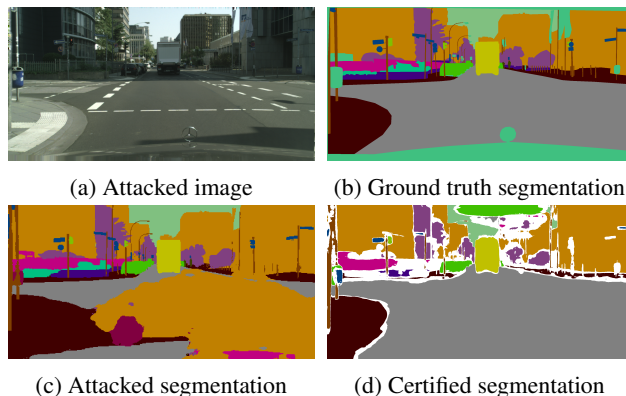 (a) Attacked image
(b) Ground truth segmentation
(c) Attacked segmentation
(d) Certified segmentation